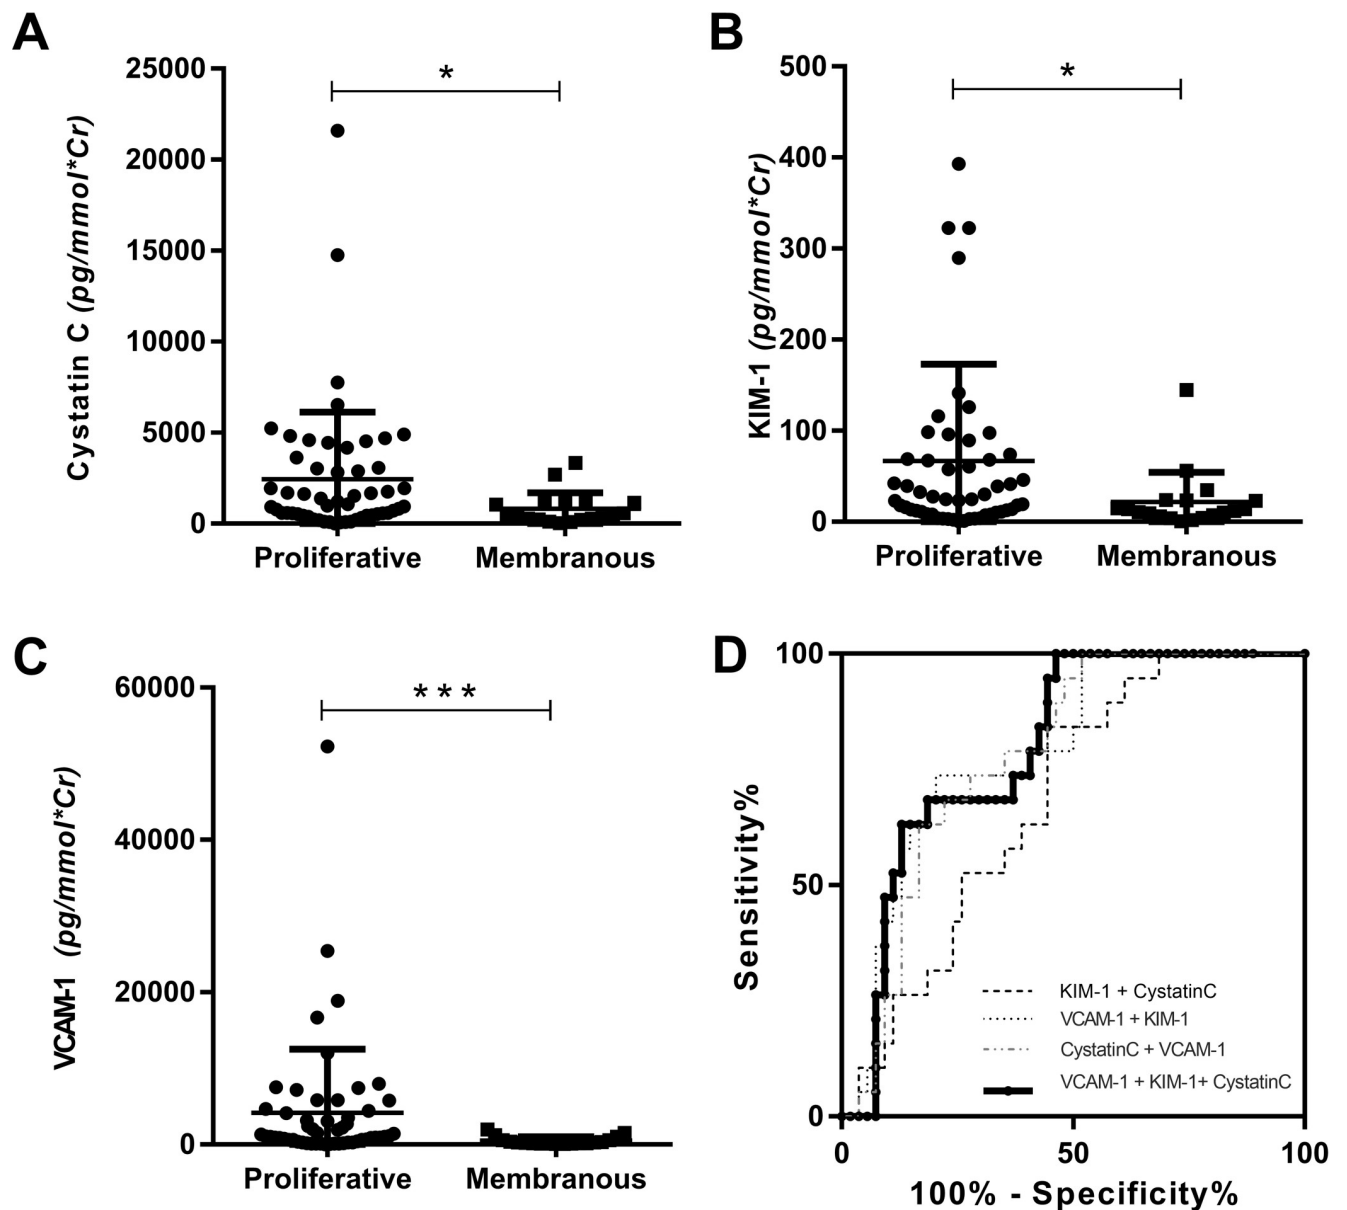 A
Cystatin C (pg/mmol*Cr)
25000
20000
15000
10000
5000
0
*
Proliferative
Membranous
B
KIM-1 (pg/mmol*Cr)
500
400
300
200
100
0
*
Proliferative
Membranous
C
VCAM-1 (pg/mmol*Cr)
60000
40000
20000
0
***
Proliferative
Membranous
D
Sensitivity%
100
50
0
KIM-1 + CystatinC
VCAM-1 + KIM-1
CystatinC + VCAM-1
VCAM-1 + KIM-1+ CystatinC
0
50
100
100% - Specificity%